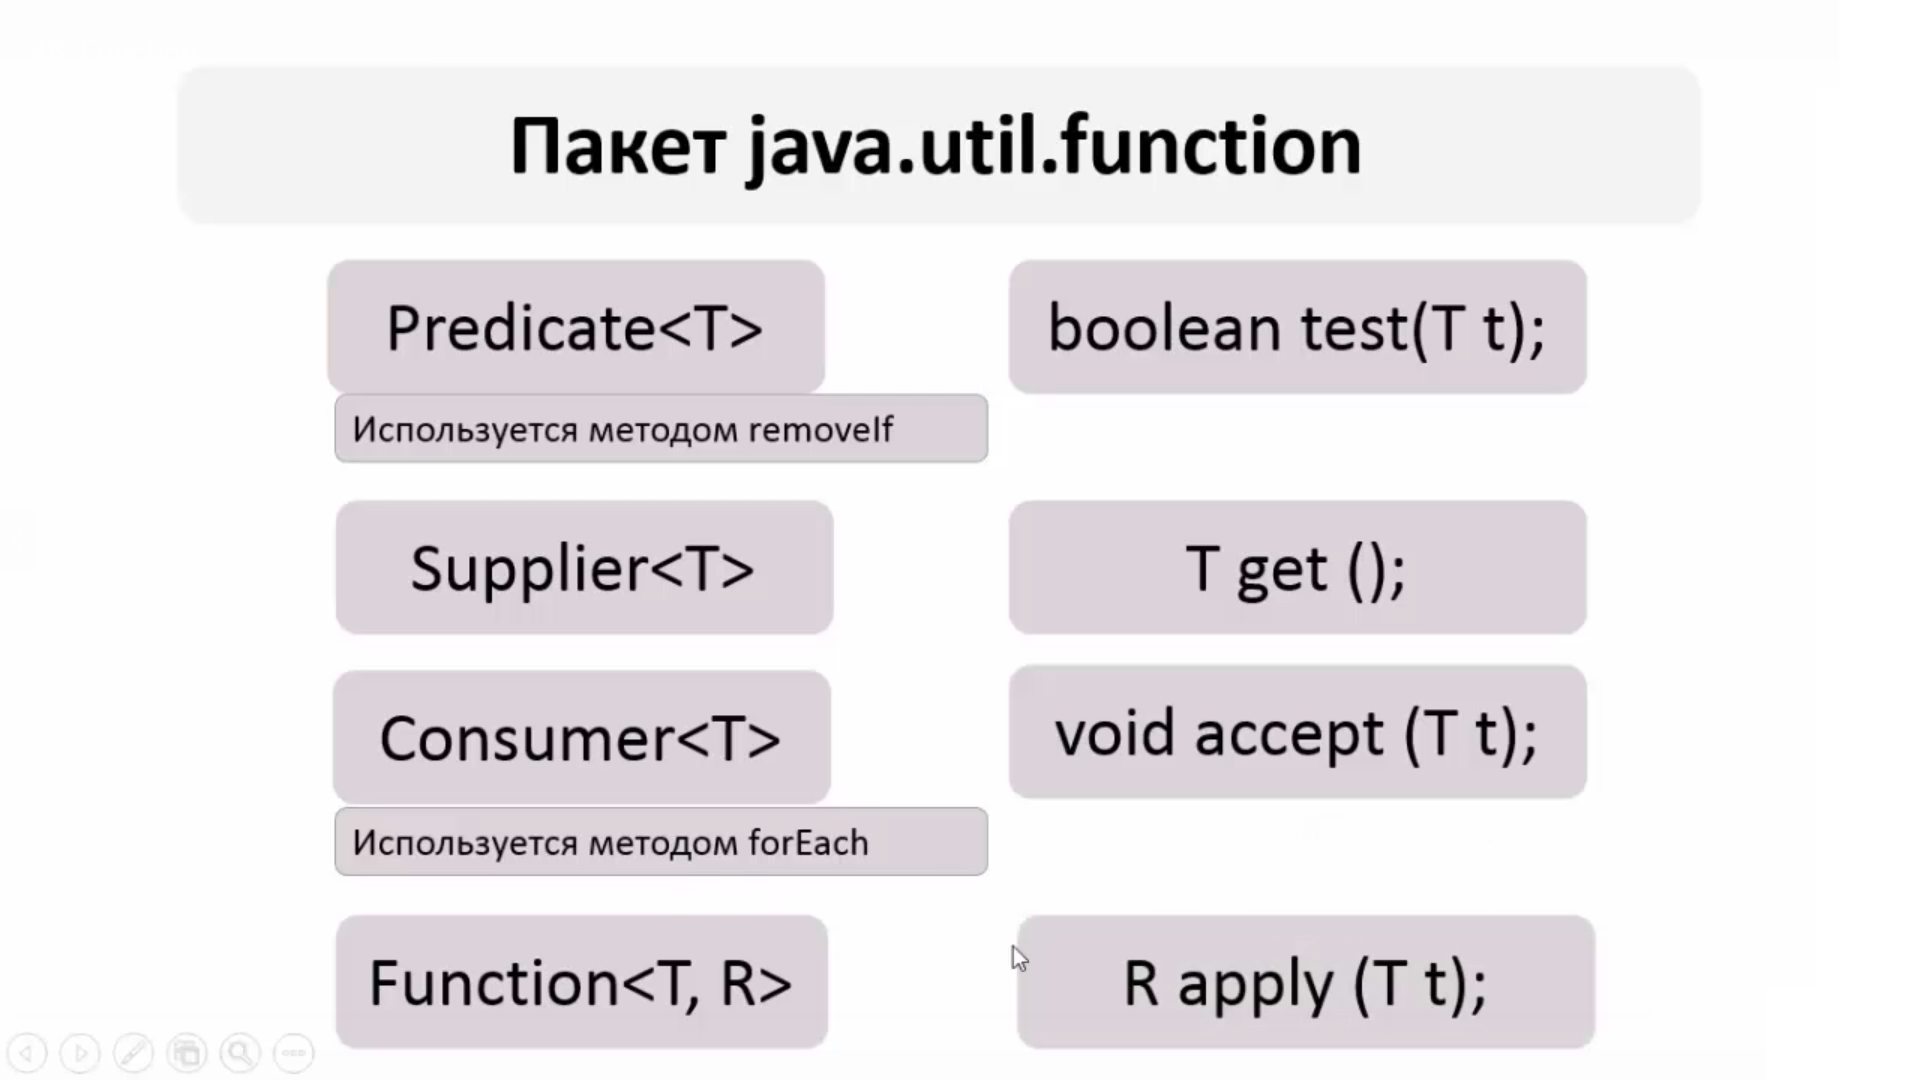 Пакет java.util.function
Predicate<T>
boolean test(T t);
Используется методом removeIf
Supplier<T>
T get ();
Consumer<T>
void accept (T t);
Используется методом forEach
Function<T, R>
R apply (T t);